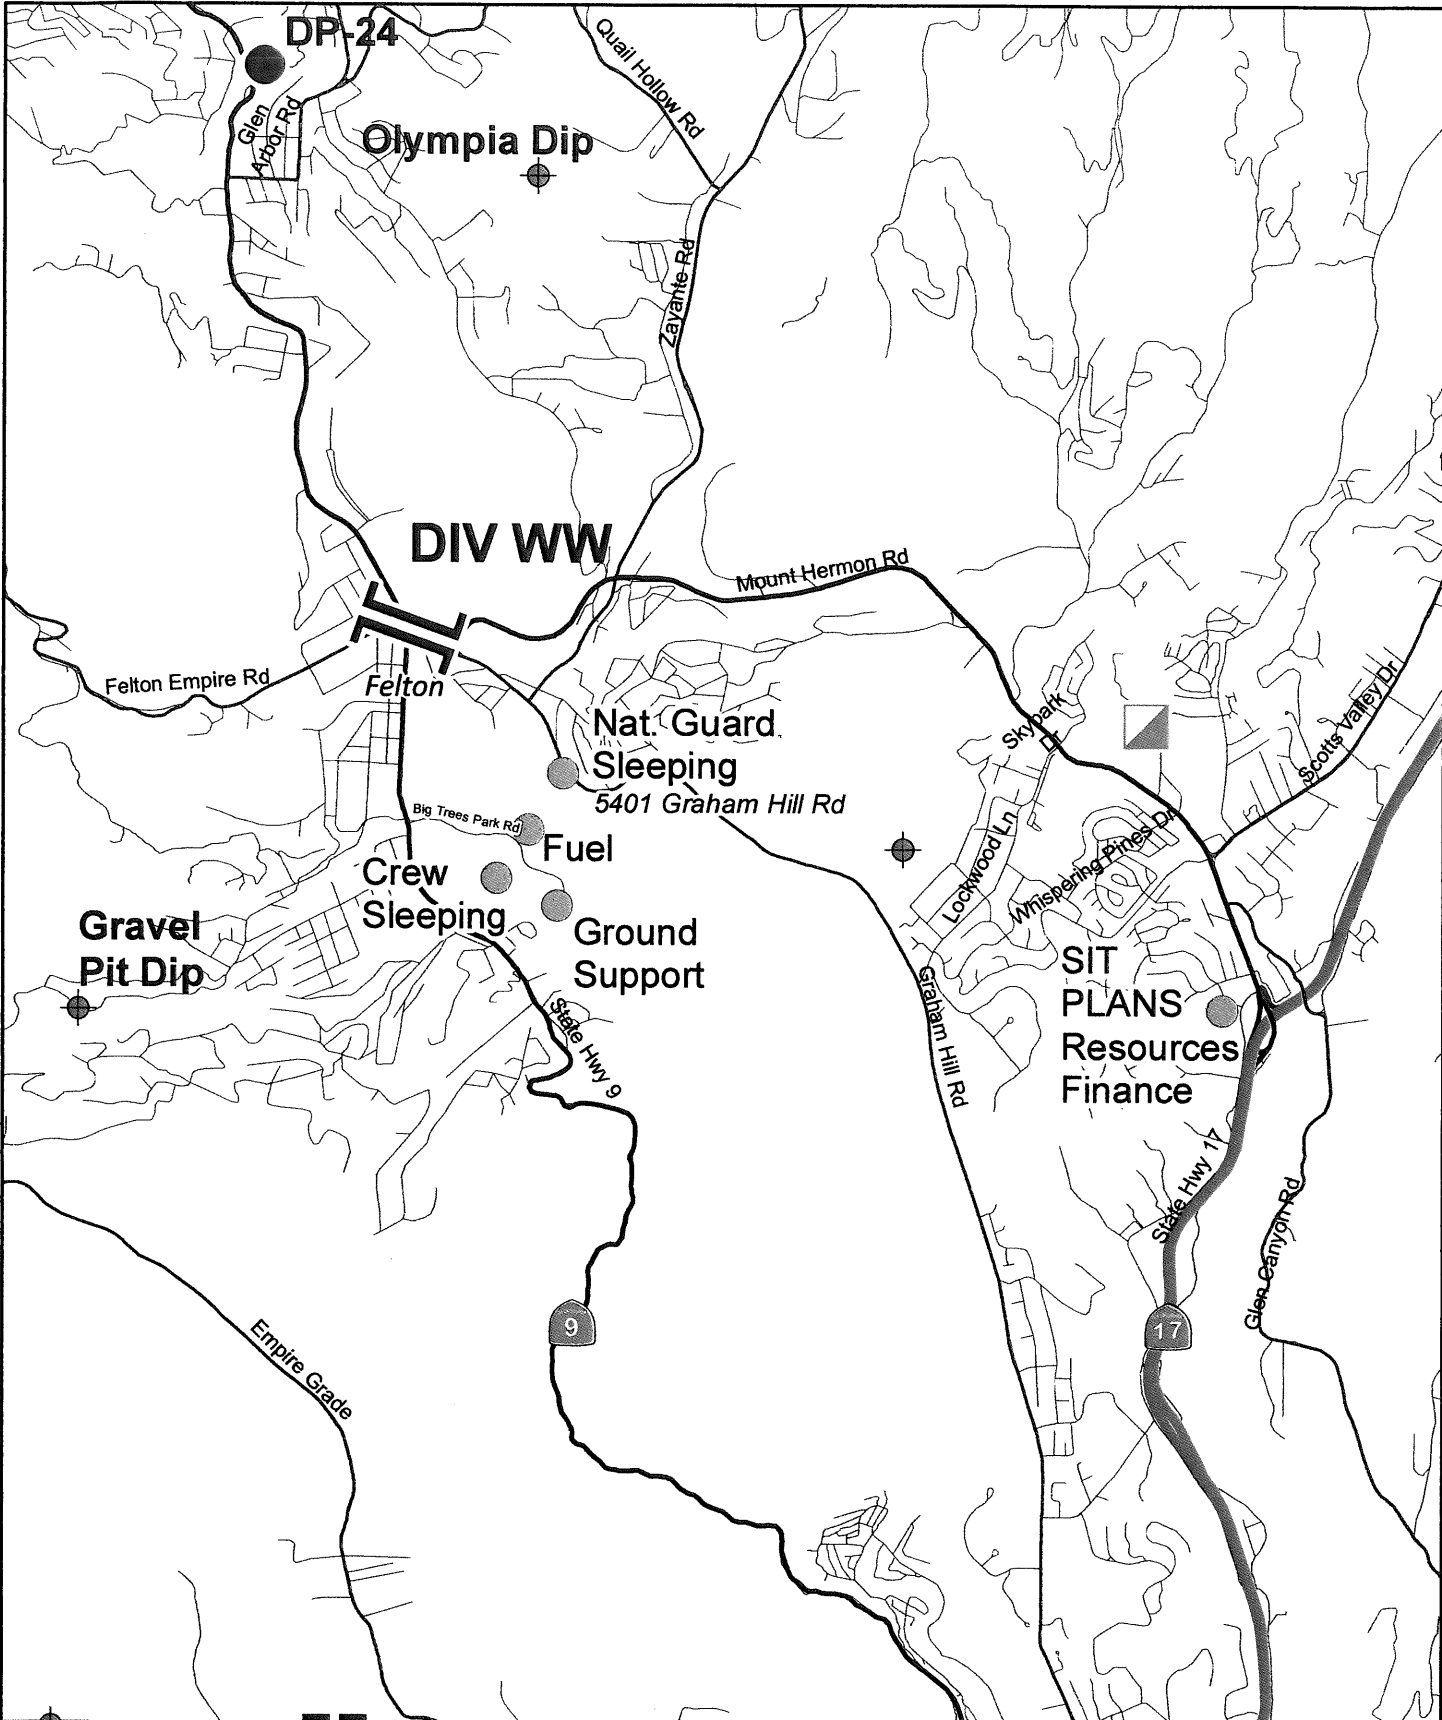 DP-24
Quail Hollow Rd
Glen
Arbor Rd
Olympia Dip
Zayante Rd
DIV WW
Mount Hermon Rd
Felton Empire Rd
Felton
Nat. Guard
Sleeping
5401 Graham Hill Rd
Skypark
Dr
Scotts Valley Dr
Big Trees Park Rd
Fuel
Crew
Sleeping
Lockwood Ln
Whispering Pines Dr
Gravel
Pit Dip
Ground
Support
SIT
PLANS
Resources
Finance
Graham Hill Rd
State Hwy 9
State Hwy 17
Glen Canyon Rd
9
17
Empire Grade